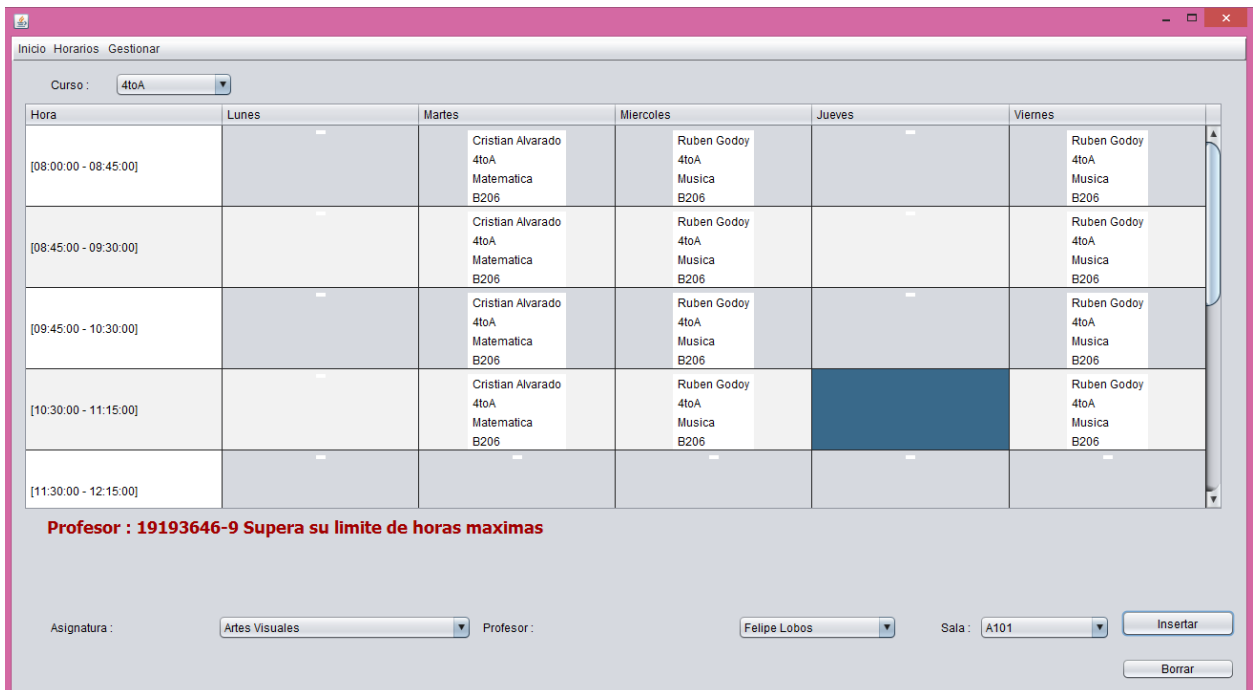 Inicio Horarios Gestionar
Curso : 4toA
Hora Lunes Martes Miercoles Jueves Viernes
[08:00:00 - 08:45:00]
Cristian Alvarado
4toA
Matematica
B206
Ruben Godoy
4toA
Musica
B206
Ruben Godoy
4toA
Musica
B206
[08:45:00 - 09:30:00]
Cristian Alvarado
4toA
Matematica
B206
Ruben Godoy
4toA
Musica
B206
Ruben Godoy
4toA
Musica
B206
[09:45:00 - 10:30:00]
Cristian Alvarado
4toA
Matematica
B206
Ruben Godoy
4toA
Musica
B206
Ruben Godoy
4toA
Musica
B206
[10:30:00 - 11:15:00]
Cristian Alvarado
4toA
Matematica
B206
Ruben Godoy
4toA
Musica
B206
Ruben Godoy
4toA
Musica
B206
[11:30:00 - 12:15:00]
Profesor : 19193646-9 Supera su limite de horas maximas
Asignatura : Artes Visuales Profesor : Felipe Lobos Sala : A101 Insertar
Borrar